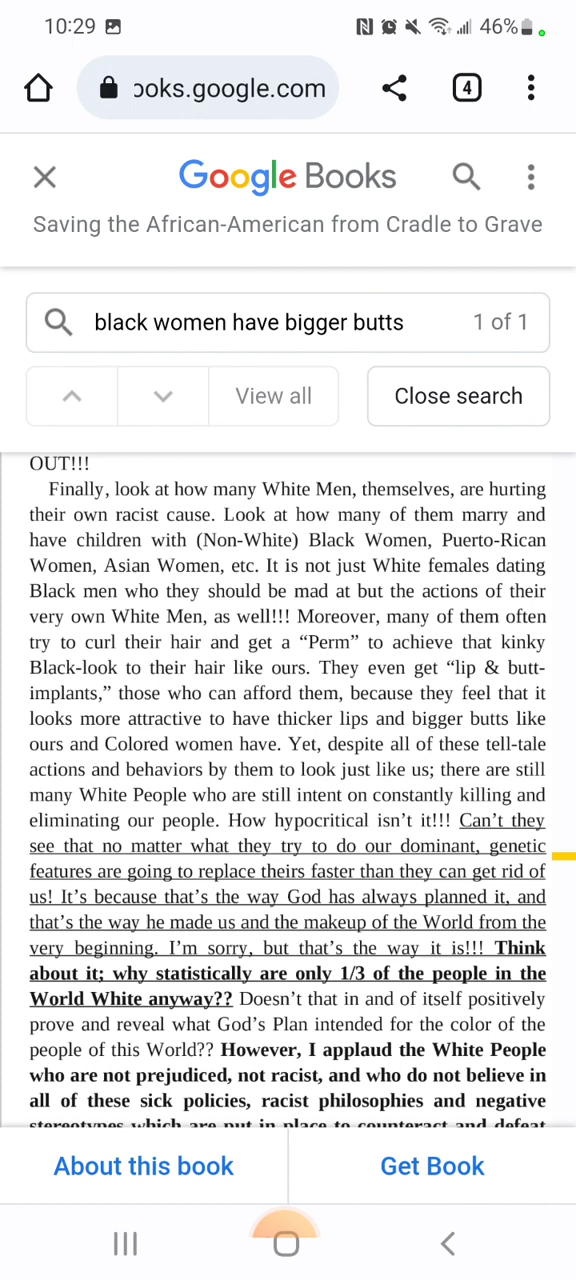 10:29
46%
ooks.google.com
4
Google Books
Saving the African-American from Cradle to Grave
black women have bigger butts 1 of 1
View all
Close search
OUT!!!
Finally, look at how many White Men, themselves, are hurting
their own racist cause. Look at how many of them marry and
have children with (Non-White) Black Women, Puerto-Rican
Women, Asian Women, etc. It is not just White females dating
Black men who they should be mad at but the actions of their
very own White Men, as well!!! Moreover, many of them often
try to curl their hair and get a “Perm” to achieve that kinky
Black-look to their hair like ours. They even get “lip & butt-
implants,” those who can afford them, because they feel that it
looks more attractive to have thicker lips and bigger butts like
ours and Colored women have. Yet, despite all of these tell-tale
actions and behaviors by them to look just like us; there are still
many White People who are still intent on constantly killing and
eliminating our people. How hypocritical isn’t it!!! Can’t they
see that no matter what they try to do our dominant, genetic
features are going to replace theirs faster than they can get rid of
us! It’s because that’s the way God has always planned it, and
that’s the way he made us and the makeup of the World from the
very beginning. I’m sorry, but that’s the way it is!!! Think
about it; why statistically are only 1/3 of the people in the
World White anyway?? Doesn’t that in and of itself positively
prove and reveal what God’s Plan intended for the color of the
people of this World?? However, I applaud the White People
who are not prejudiced, not racist, and who do not believe in
all of these sick policies, racist philosophies and negative
stereotypes which are put in place to counteract and defeat
About this book
Get Book